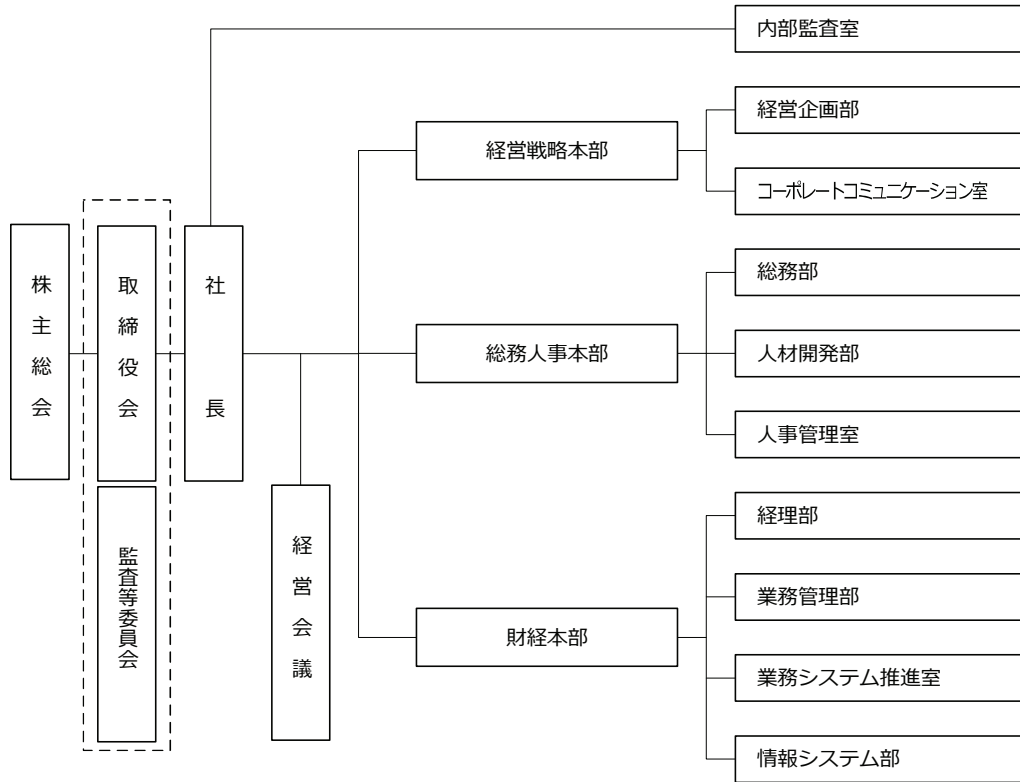 内部監査室
経営企画部
経営戦略本部
コーポレートコミュニケーション室
株主総会
取締役会
社長
総務部
総務人事本部
人材開発部
人事管理室
監査等委員会
経営会議
経理部
業務管理部
財経本部
業務システム推進室
情報システム部